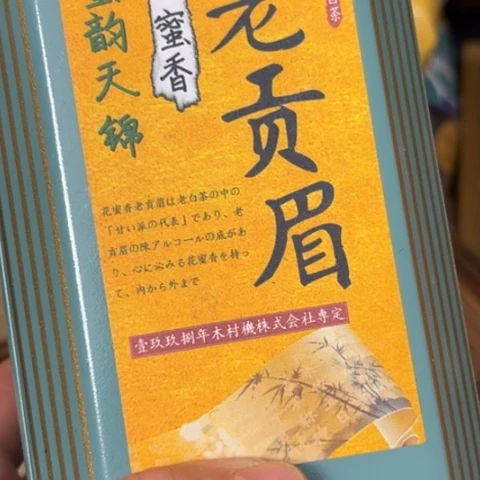 老贡眉
蜜香
韵天锦
花蜜香老貢眉は老白茶の中の
「甘い派の代表」であり、老
貢眉の陳アルコールの底があ
り、心に沁みる花蜜香を持っ
て、内から外まで
壹玖玖捌年木村機株式会社専定
茶